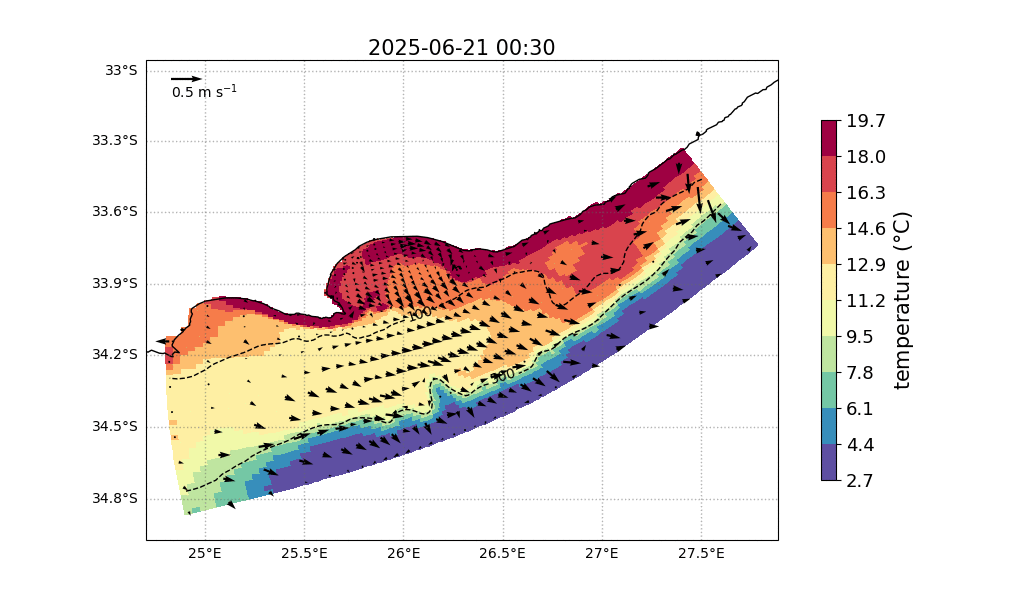 2025-06-21 00:30
0.5 m s⁻¹
33°S
33.3°S
33.6°S
33.9°S
34.2°S
34.5°S
34.8°S
25°E
25.5°E
26°E
26.5°E
27°E
27.5°E
100
500
19.7
18.0
16.3
14.6
12.9
11.2
9.5
7.8
6.1
4.4
2.7
temperature (°C)